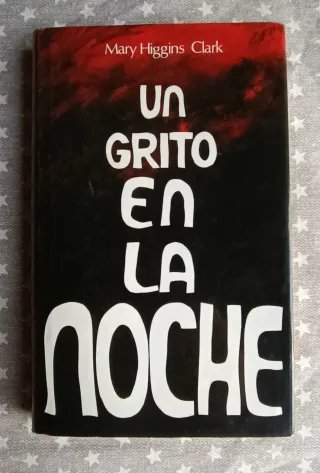 Mary Higgins Clark
un
GRITO
En
LA
nOCHE